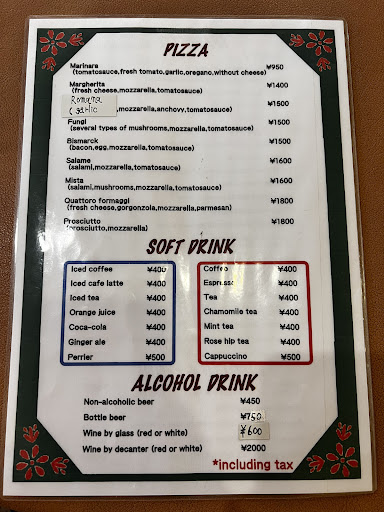 PIZZA
Marinara ¥950
(tomatosauce,fresh tomato,garlic,oregano,without cheese)
Margherita ¥1400
(fresh cheese,mozzarella,tomatosauce)
Romana ¥1500
(garlic ,mozzarella,anchovy,tomatosauce)
Fungi ¥1500
(several types of mushrooms,mozzarella,tomatosauce)
Bismarck ¥1500
(bacon,egg,mozzarella,tomatosauce)
Salame ¥1600
(salami,mozzarella,tomatosauce)
Mista ¥1600
(salami,mushrooms,mozzarella,tomatosauce)
Quattoro formaggi ¥1800
(fresh cheese,gorgonzola,mozzarella,parmesan)
Prosciutto ¥1800
(prosciutto,mozzarella)
SOFT DRINK
Iced coffee ¥400
Iced cafe latte ¥400
Iced tea ¥400
Orange juice ¥400
Coca-cola ¥400
Ginger ale ¥400
Perrier ¥500
Coffee ¥400
Espresso ¥400
Tea ¥400
Chamomile tea ¥400
Mint tea ¥400
Rose hip tea ¥400
Cappuccino ¥500
ALCOHOL DRINK
Non-alcoholic beer ¥450
Bottle beer ¥750
Wine by glass (red or white) ¥600
Wine by decanter (red or white) ¥2000
*including tax